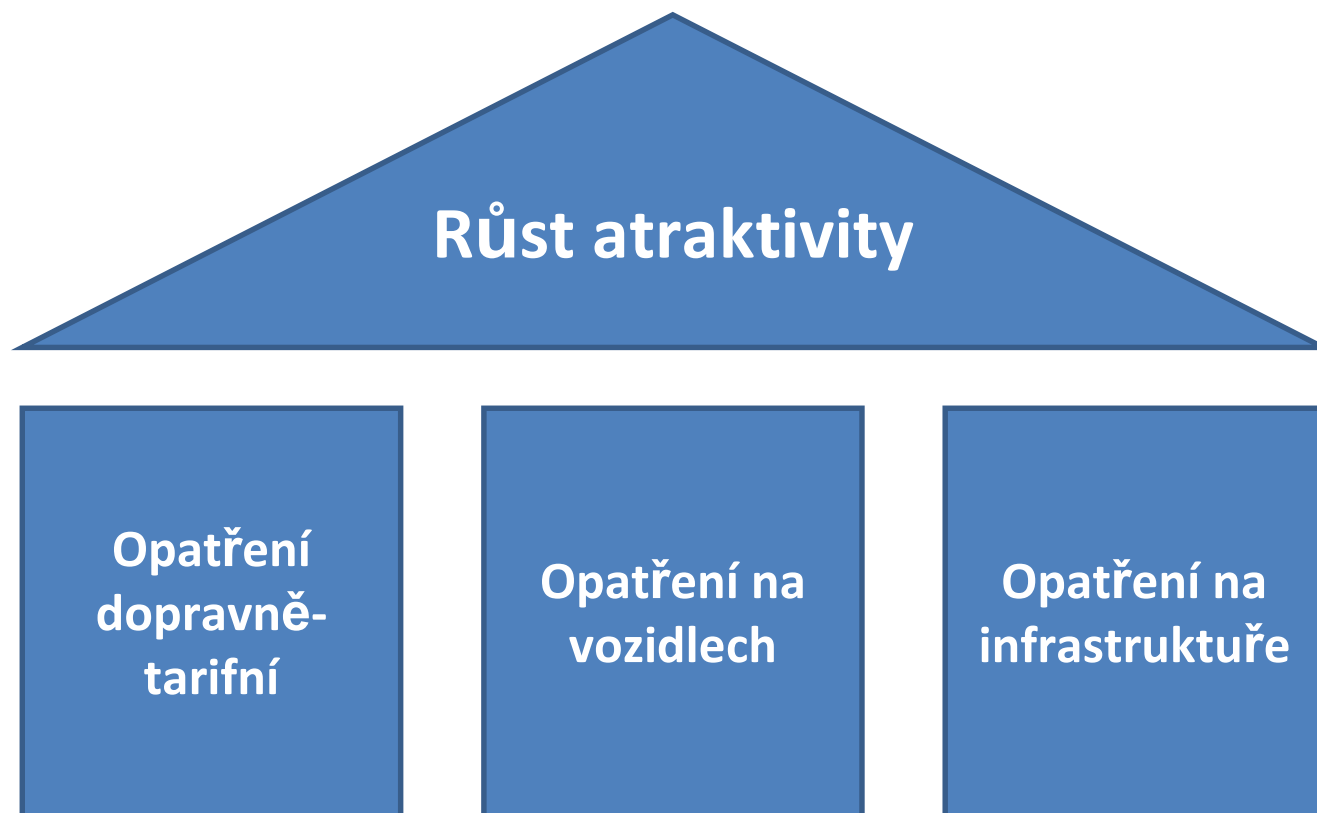 Růst atraktivity
Opatření
dopravně-
tarifní
Opatření na
vozidlech
Opatření na
infrastruktuře